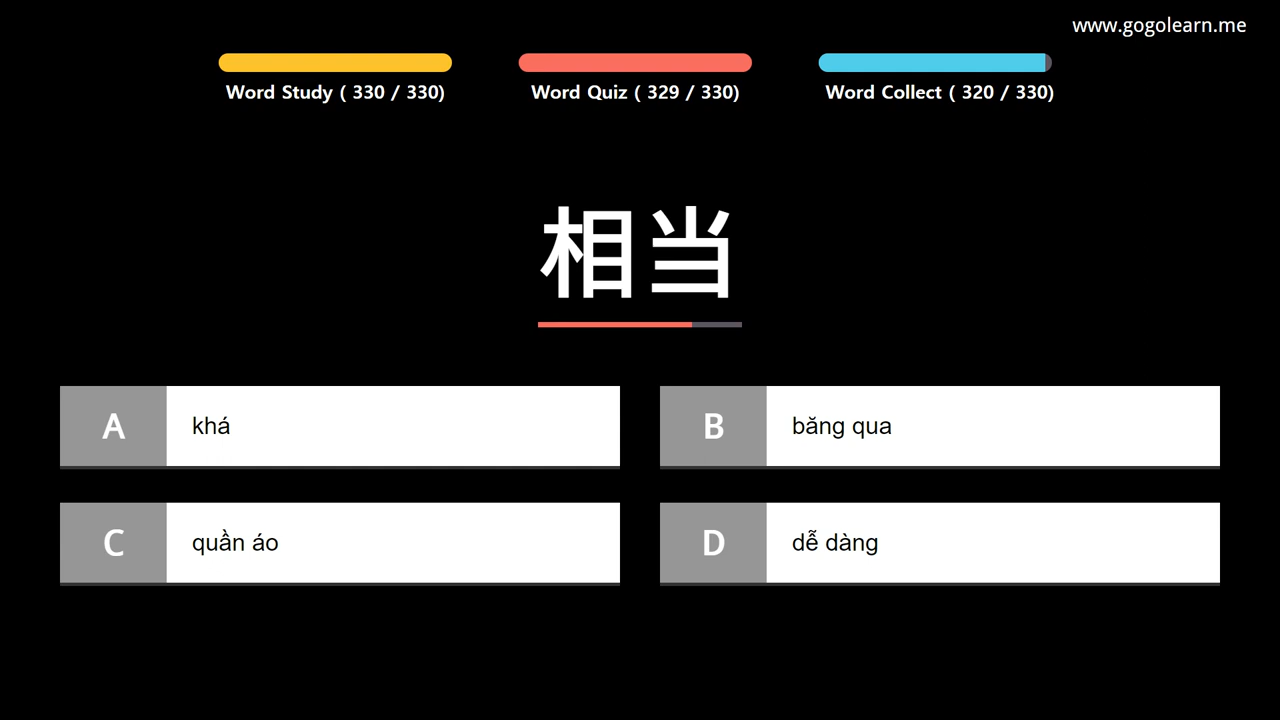 www.gogolearn.me
Word Study ( 330 / 330)
Word Quiz ( 329 / 330)
Word Collect ( 320 / 330)
相当
A khá
B băng qua
C quần áo
D dễ dàng